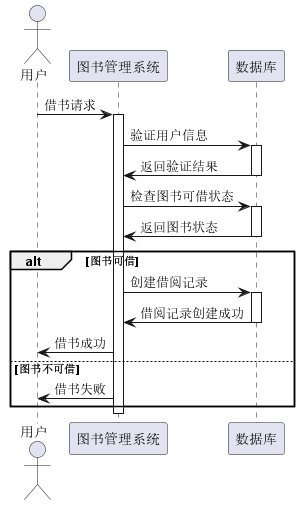 用户
图书管理系统
数据库
借书请求
验证用户信息
返回验证结果
检查图书可借状态
返回图书状态
alt
[图书可借]
创建借阅记录
借阅记录创建成功
借书成功
[图书不可借]
借书失败
用户
图书管理系统
数据库